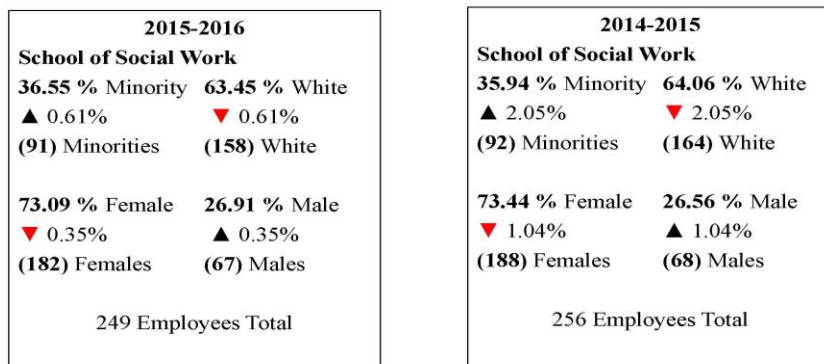 2015-2016
School of Social Work
36.55 % Minority 63.45 % White
▲ 0.61% ▼ 0.61%
(91) Minorities (158) White
73.09 % Female 26.91 % Male
▼ 0.35% ▲ 0.35%
(182) Females (67) Males
249 Employees Total
2014-2015
School of Social Work
35.94 % Minority 64.06 % White
▲ 2.05% ▼ 2.05%
(92) Minorities (164) White
73.44 % Female 26.56 % Male
▼ 1.04% ▲ 1.04%
(188) Females (68) Males
256 Employees Total